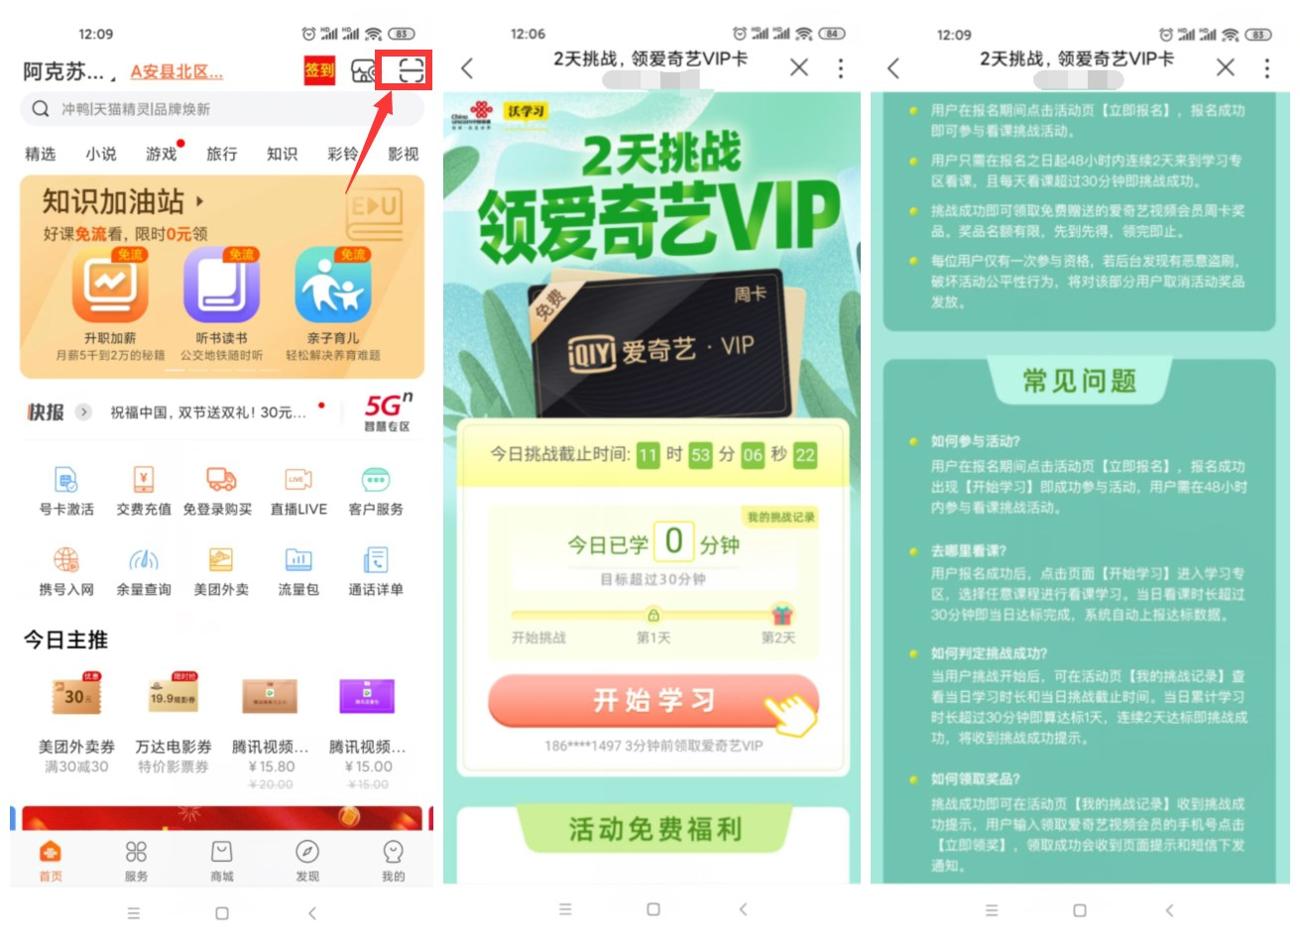 12:09
HD HD 83
阿克苏... A安县北区...
签到
冲鸭|天猫精灵|品牌焕新
精选 小说 游戏 旅行 知识 彩铃 影视
知识加油站
好课免流看,限时0元领
EDU
免流 免流 免流
升职加薪 听书读书 亲子育儿
月薪5千到2万的秘籍 公交地铁随时听 轻松解决养育难题
快报 祝福中国,双节送双礼!30元...
5Gⁿ
智慧专区
LIVE
号卡激活 交费充值 免登录购买 直播LIVE 客户服务
携号入网 余量查询 美团外卖 流量包 通话详单
今日主推
优惠 限时抢
30元 19.9观影券
美团外卖券 万达电影券 腾讯视频... 腾讯视频...
满30减30 特价影票券 ¥15.80 ¥15.00
¥20.00 ¥15.00
首页 服务 商城 发现 我的
12:06
84
2天挑战,领爱奇艺VIP卡
China unicom中国联通
沃学习
2天挑战
领爱奇艺VIP
免费
周卡
iQIYI 爱奇艺·VIP
今日挑战截止时间: 11 时 53 分 06 秒 22
我的挑战记录
今日已学 0 分钟
目标超过30分钟
开始挑战 第1天 第2天
开始学习
186****1497 3分钟前领取爱奇艺VIP
活动免费福利
12:09
83
2天挑战,领爱奇艺VIP卡
用户在报名期间点击活动页【立即报名】,报名成功
即可参与看课挑战活动。
用户只需在报名之日起48小时内连续2天来到学习专
区看课,且每天看课超过30分钟即挑战成功。
挑战成功即可领取免费赠送的爱奇艺视频会员周卡奖
品。奖品名额有限,先到先得,领完即止。
每位用户仅有一次参与资格,若后台发现有恶意盗刷,
破坏活动公平性行为,将对该部分用户取消活动奖品
发放。
常见问题
如何参与活动?
用户在报名期间点击活动页【立即报名】,报名成功
出现【开始学习】即成功参与活动,用户需在48小时
内参与看课挑战活动。
去哪里看课?
用户报名成功后,点击页面【开始学习】进入学习专
区,选择任意课程进行看课学习。当日看课时长超过
30分钟即当日达标完成,系统自动上报达标数据。
如何判定挑战成功?
当用户挑战开始后,可在活动页【我的挑战记录】查
看当日学习时长和当日挑战截止时间。当日累计学习
时长超过30分钟即算达标1天,连续2天达标即挑战成
功,将收到挑战成功提示。
如何领取奖品?
挑战成功即可在活动页【我的挑战记录】收到挑战成
功提示,用户输入领取爱奇艺视频会员的手机号点击
【立即领奖】,领取成功会收到页面提示和短信下发
通知。